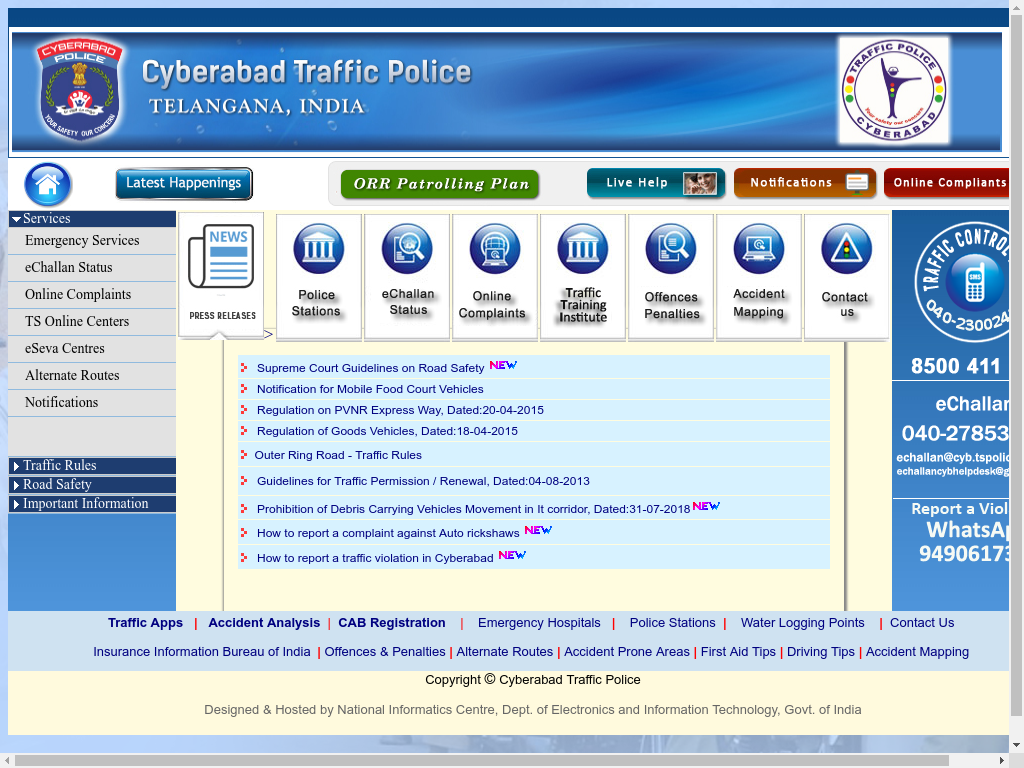 CYBERABAD POLICE
YOUR SAFETY OUR CONCERN
Cyberabad Traffic Police
TELANGANA, INDIA
TRAFFIC POLICE
Your safety our concern
CYBERABAD
Latest Happenings
ORR Patrolling Plan
Live Help
Notifications
Online Compliants
Services
Emergency Services
eChallan Status
Online Complaints
TS Online Centers
eSeva Centres
Alternate Routes
Notifications
Traffic Rules
Road Safety
Important Information
NEWS
PRESS RELEASES
>
Police
Stations
eChallan
Status
Online
Complaints
Traffic
Training
Institute
Offences
Penalties
Accident
Mapping
Contact
us
Supreme Court Guidelines on Road Safety NEW
Notification for Mobile Food Court Vehicles
Regulation on PVNR Express Way, Dated:20-04-2015
Regulation of Goods Vehicles, Dated:18-04-2015
Outer Ring Road - Traffic Rules
Guidelines for Traffic Permission / Renewal, Dated:04-08-2013
Prohibition of Debris Carrying Vehicles Movement in It corridor, Dated:31-07-2018 NEW
How to report a complaint against Auto rickshaws NEW
How to report a traffic violation in Cyberabad NEW
TRAFFIC CONTROL
SMS
040-230024
8500 411
eChallan
040-27853
echallan@cyb.tspolic
echallancybhelpdesk@g
Report a Viol
WhatsAp
94906173
Traffic Apps | Accident Analysis | CAB Registration | Emergency Hospitals | Police Stations | Water Logging Points | Contact Us
Insurance Information Bureau of India | Offences & Penalties | Alternate Routes | Accident Prone Areas | First Aid Tips | Driving Tips | Accident Mapping
Copyright © Cyberabad Traffic Police
Designed & Hosted by National Informatics Centre, Dept. of Electronics and Information Technology, Govt. of India